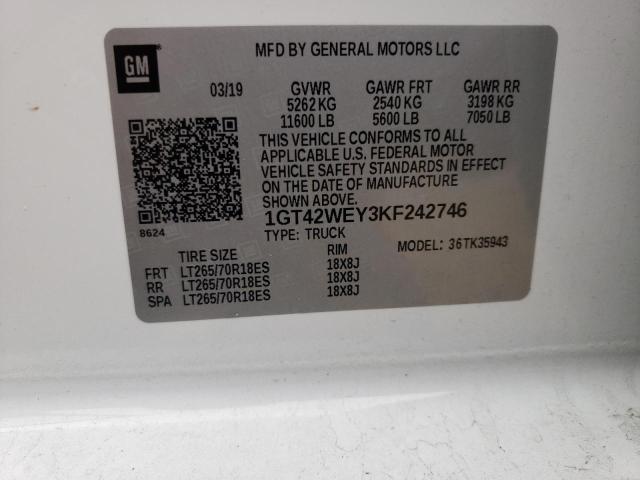 GM
MFD BY GENERAL MOTORS LLC
03/19 GVWR GAWR FRT GAWR RR
5262 KG 2540 KG 3198 KG
11600 LB 5600 LB 7050 LB
THIS VEHICLE CONFORMS TO ALL
APPLICABLE U.S. FEDERAL MOTOR
VEHICLE SAFETY STANDARDS IN EFFECT
ON THE DATE OF MANUFACTURE
SHOWN ABOVE.
8624
1GT42WEY3KF242746
TYPE: TRUCK MODEL: 36TK35943
TIRE SIZE RIM
FRT LT265/70R18ES 18X8J
RR LT265/70R18ES 18X8J
SPA LT265/70R18ES 18X8J